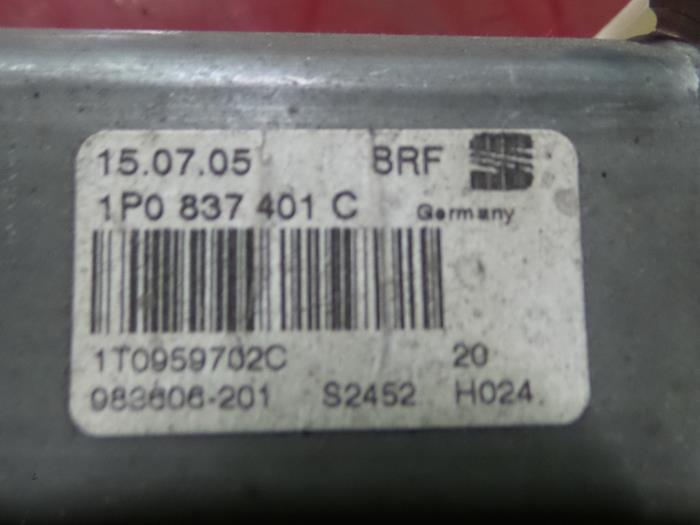 15.07.05 BRF
1P0 837 401 C Germany
1T0959702C 20
983606-201 S2452 H024